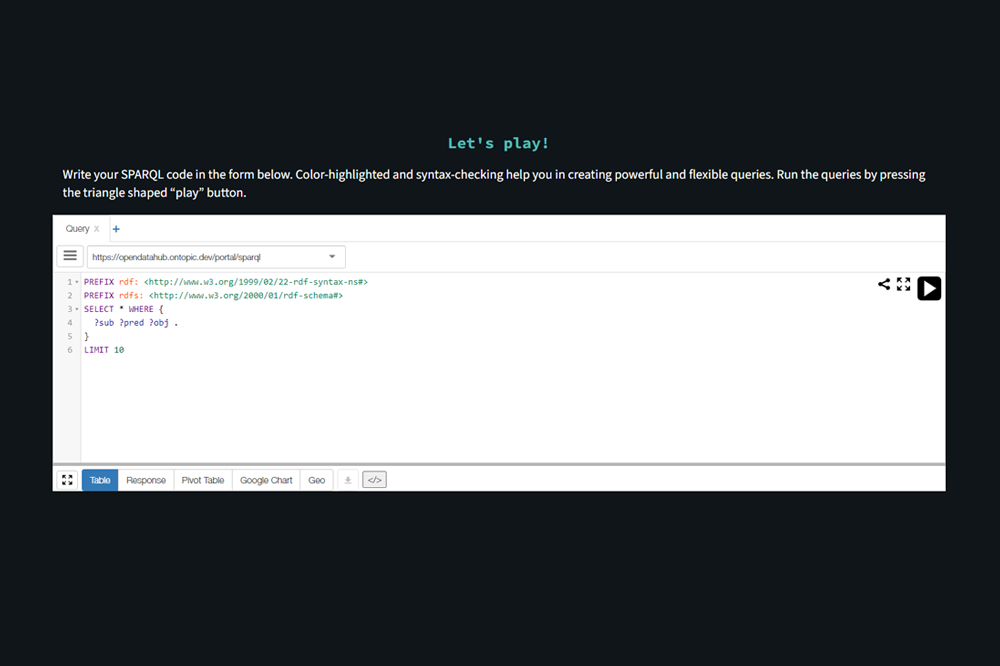 Let's play!
Write your SPARQL code in the form below. Color-highlighted and syntax-checking help you in creating powerful and flexible queries. Run the queries by pressing
the triangle shaped “play” button.
Query X +
https://opendatahub.ontopic.dev/portal/sparql
1 PREFIX rdf: <http://www.w3.org/1999/02/22-rdf-syntax-ns#>
2 PREFIX rdfs: <http://www.w3.org/2000/01/rdf-schema#>
3 SELECT * WHERE {
4 ?sub ?pred ?obj .
5 }
6 LIMIT 10
Table Response Pivot Table Google Chart Geo </>